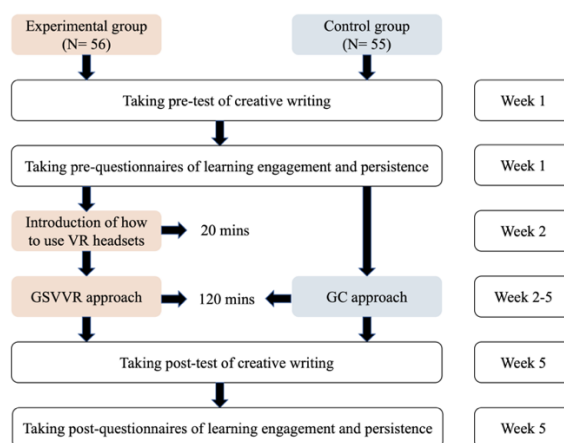 Experimental group
(N= 56)
Control group
(N= 55)
Taking pre-test of creative writing
Week 1
Taking pre-questionnaires of learning engagement and persistence
Week 1
Introduction of how
to use VR headsets
20 mins
Week 2
GSVVR approach
120 mins
GC approach
Week 2-5
Taking post-test of creative writing
Week 5
Taking post-questionnaires of learning engagement and persistence
Week 5